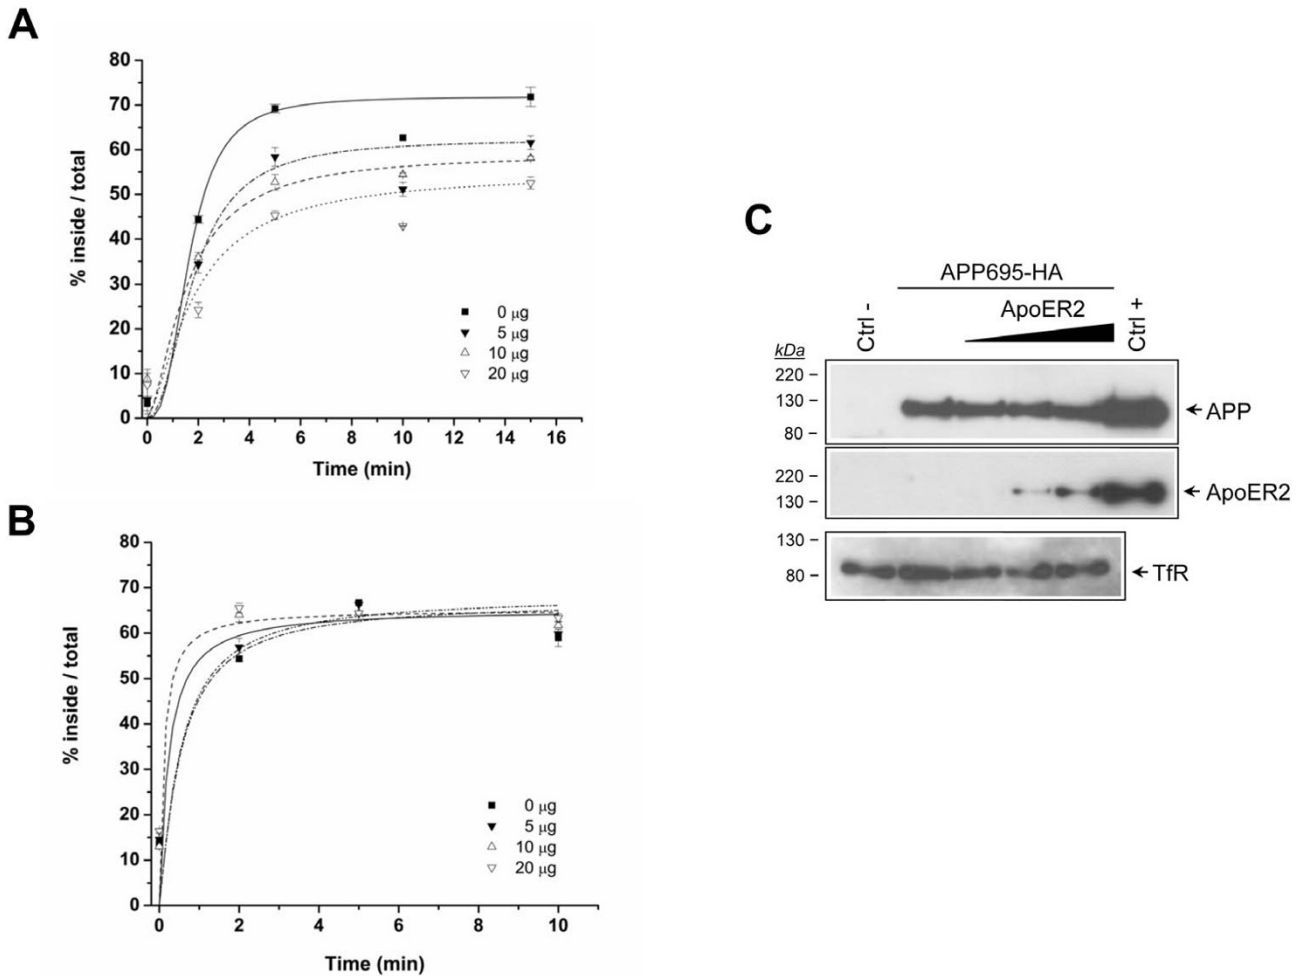 A
80
70
60
50
40
30
20
10
0
% inside / total
0 μg
5 μg
10 μg
20 μg
0 2 4 6 8 10 12 14 16
Time (min)
B
80
70
60
50
40
30
20
10
0
% inside / total
0 μg
5 μg
10 μg
20 μg
0 2 4 6 8 10
Time (min)
C
APP695-HA
Ctrl -
ApoER2
Ctrl +
kDa
220
130
80
APP
220
130
ApoER2
130
80
TfR